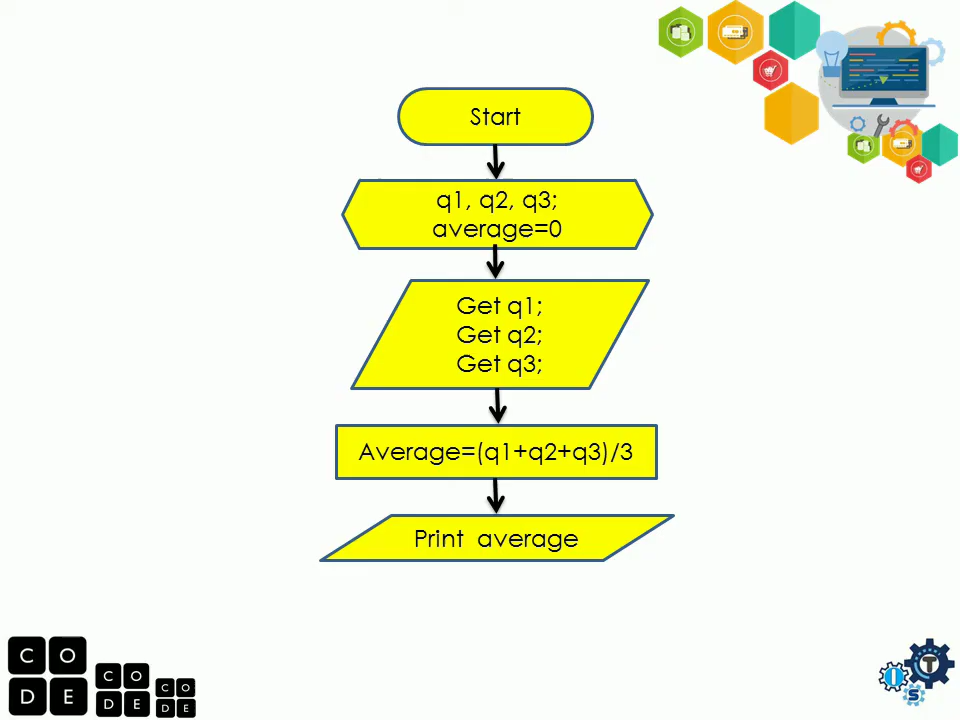 Start
q1, q2, q3;
average=0
Get q1;
Get q2;
Get q3;
Average=(q1+q2+q3)/3
Print average
C O
D E
C O
D E
C O
D E
I T
S